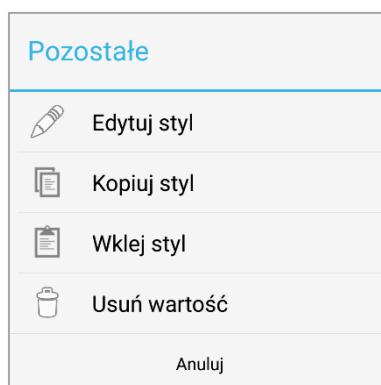 Pozostałe
Edytuj styl
Kopiuj styl
Wklej styl
Usuń wartość
Anuluj